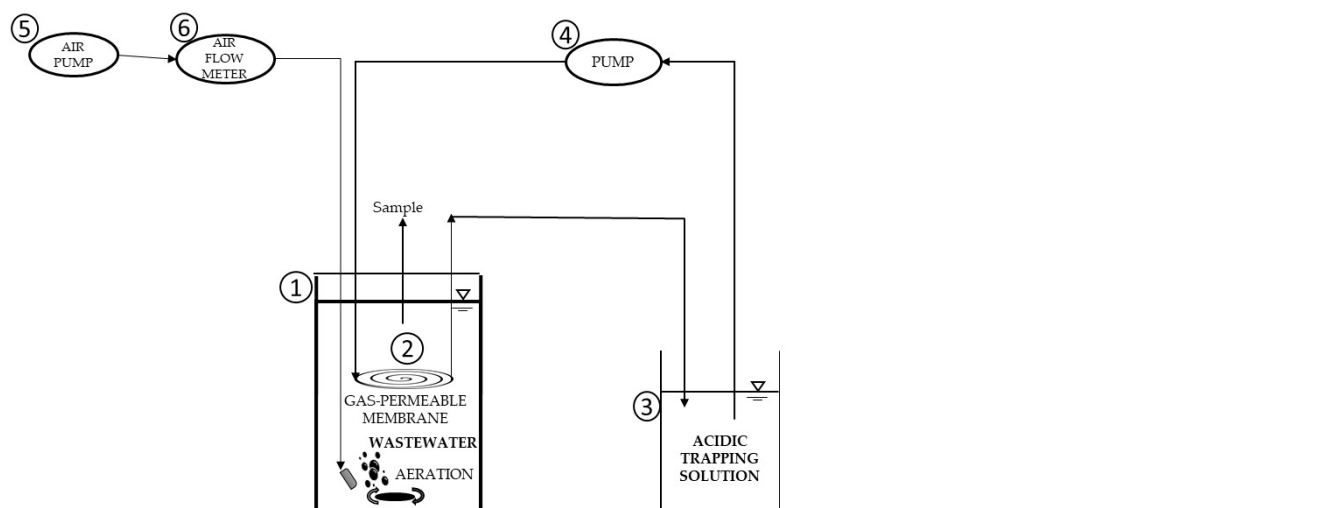 5
AIR
PUMP
6
AIR
FLOW
METER
4
PUMP
Sample
1
2
GAS-PERMEABLE
MEMBRANE
WASTEWATER
AERATION
3
ACIDIC
TRAPPING
SOLUTION